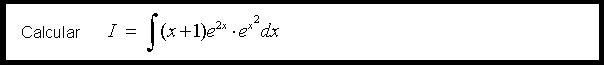 Calcular I = ∫(x+1)e^{2x}·e^{x^2}dx